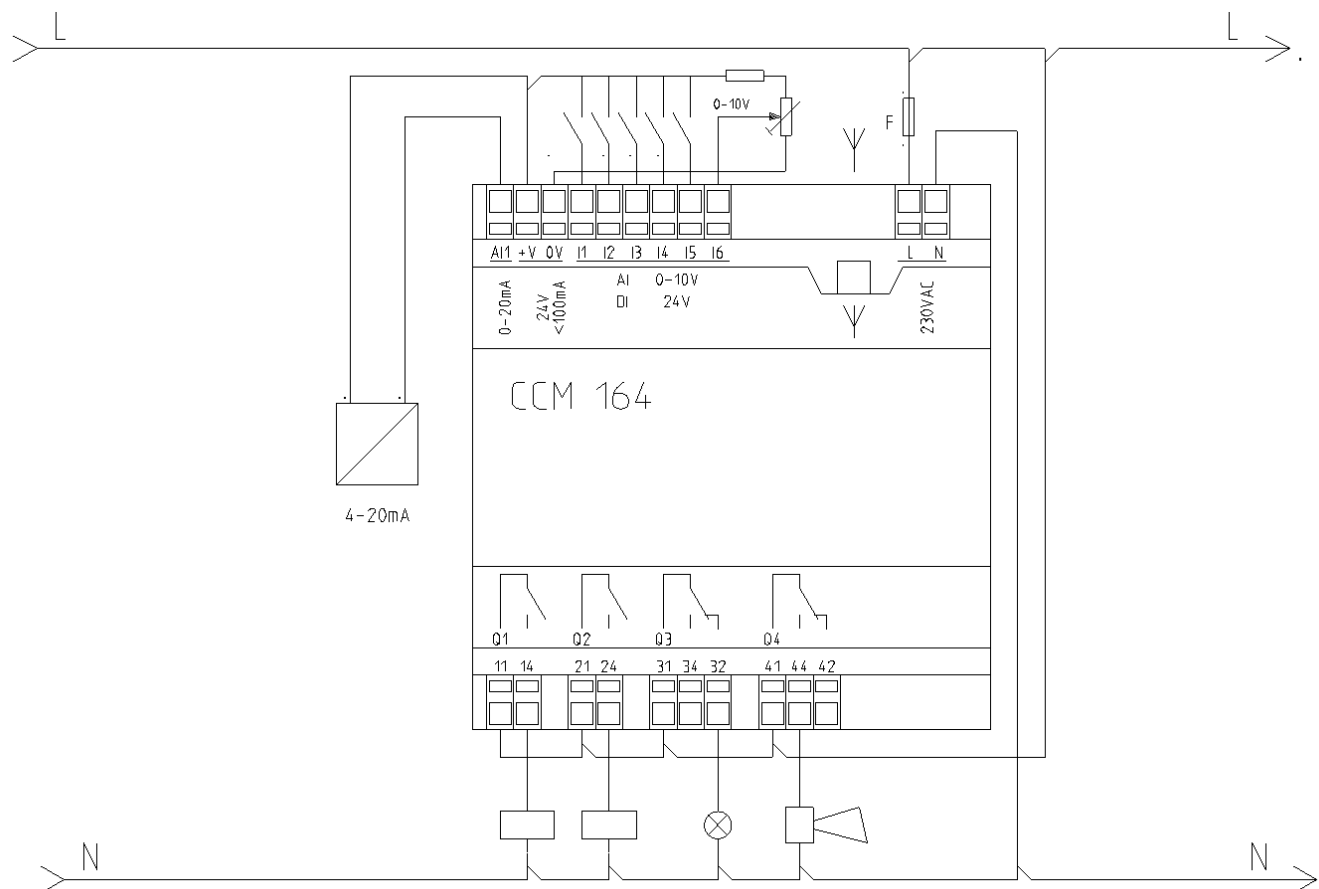 L L
0-10V
F
AI1 +V 0V I1 I2 I3 I4 I5 I6 L N
0-20mA
24V
<100mA
AI 0-10V
DI 24V
230VAC
CCM 164
4-20mA
Q1 Q2 Q3 Q4
11 14 21 24 31 34 32 41 44 42
N N